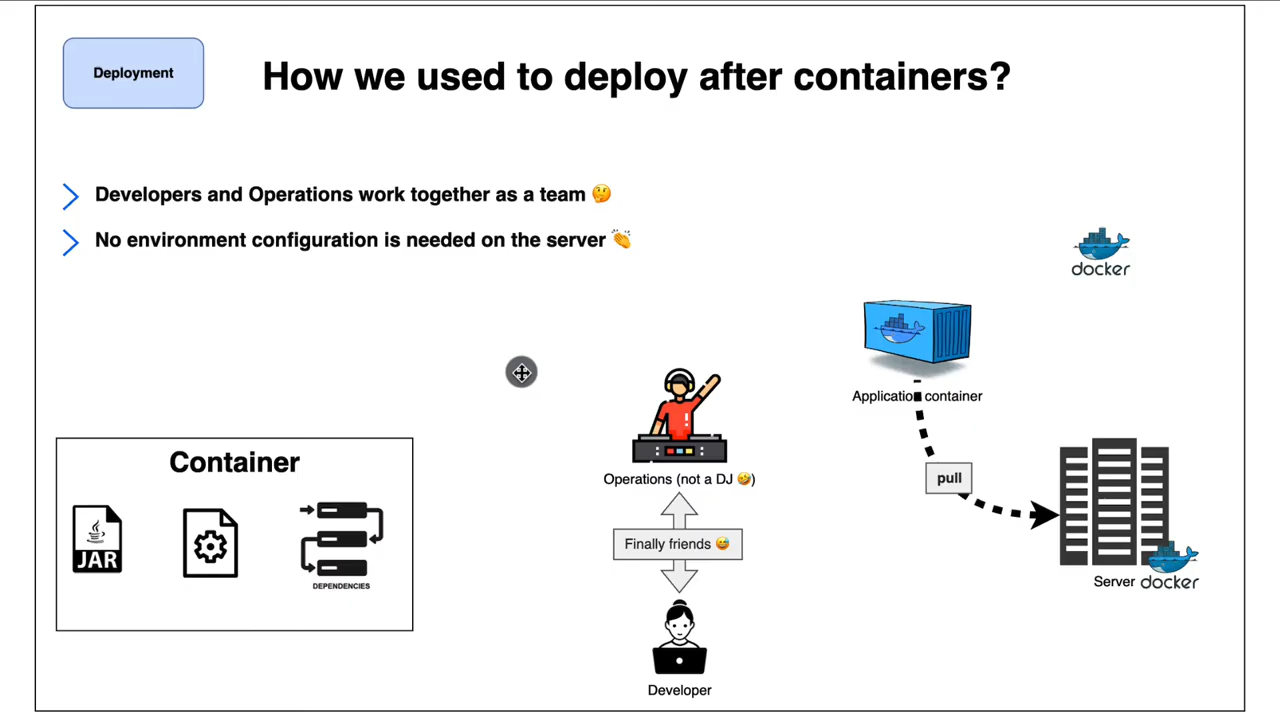 Deployment
How we used to deploy after containers?
Developers and Operations work together as a team 🤔
No environment configuration is needed on the server 👏
docker
Application container
Container
JAR
DEPENDENCIES
Operations (not a DJ 🤣)
pull
Finally friends 😅
Server docker
Developer